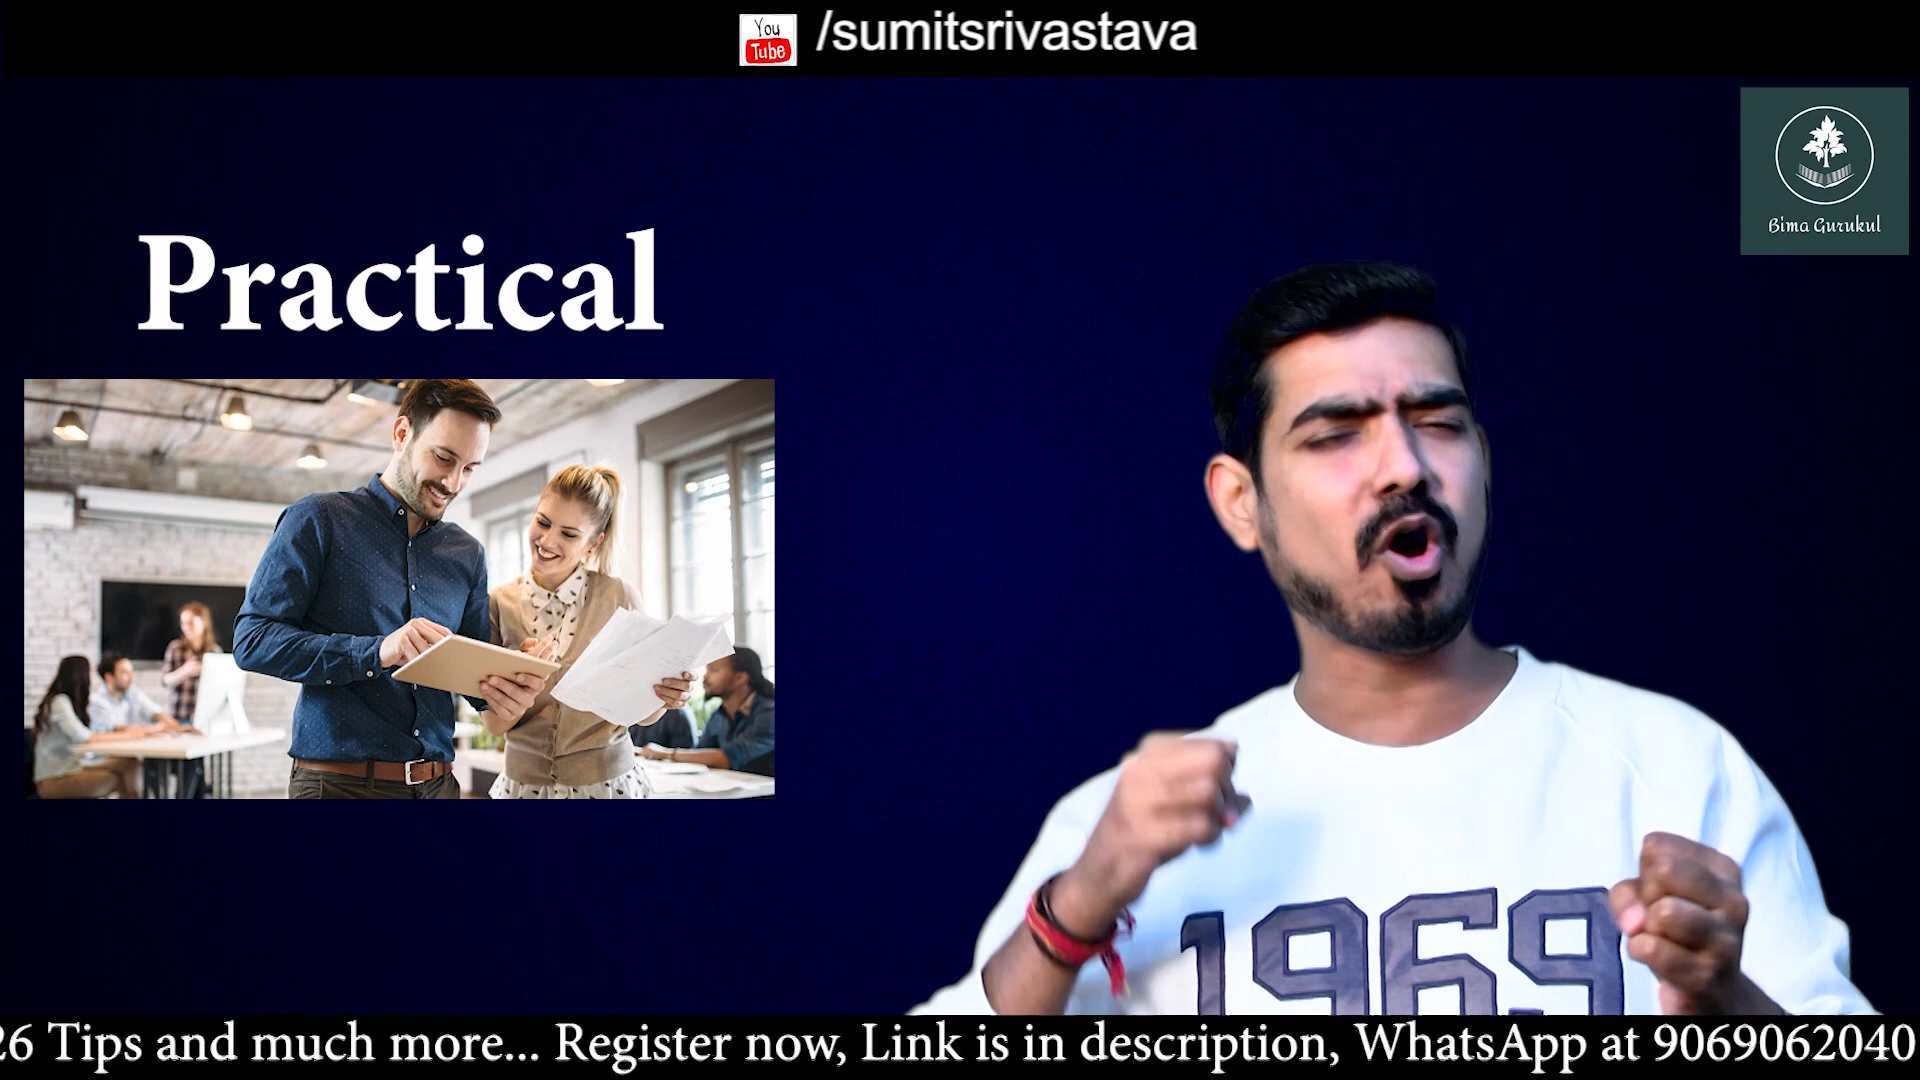 You
Tube
/sumitsrivastava
Bima Gurukul
Practical
1969
26 Tips and much more... Register now, Link is in description, WhatsApp at 9069062040